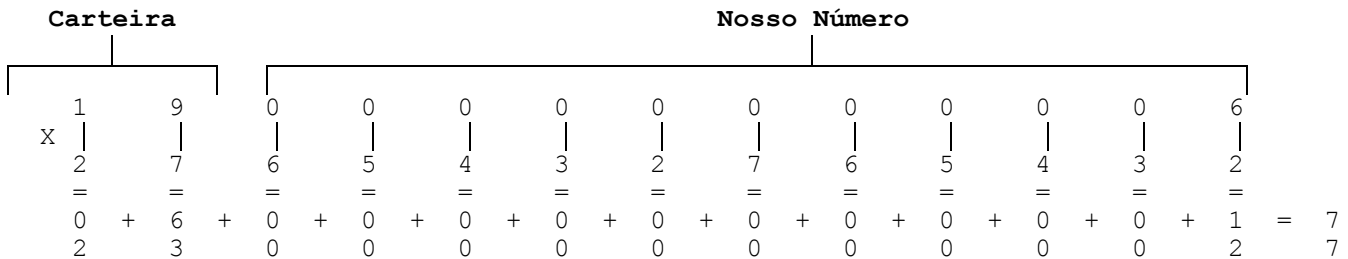 Carteira Nosso Número
1 9 0 0 0 0 0 0 0 0 0 0 6
X
2 7 6 5 4 3 2 7 6 5 4 3 2
= = = = = = = = = = = = =
0 + 6 + 0 + 0 + 0 + 0 + 0 + 0 + 0 + 0 + 0 + 0 + 1 = 7
2 3 0 0 0 0 0 0 0 0 0 0 2 7